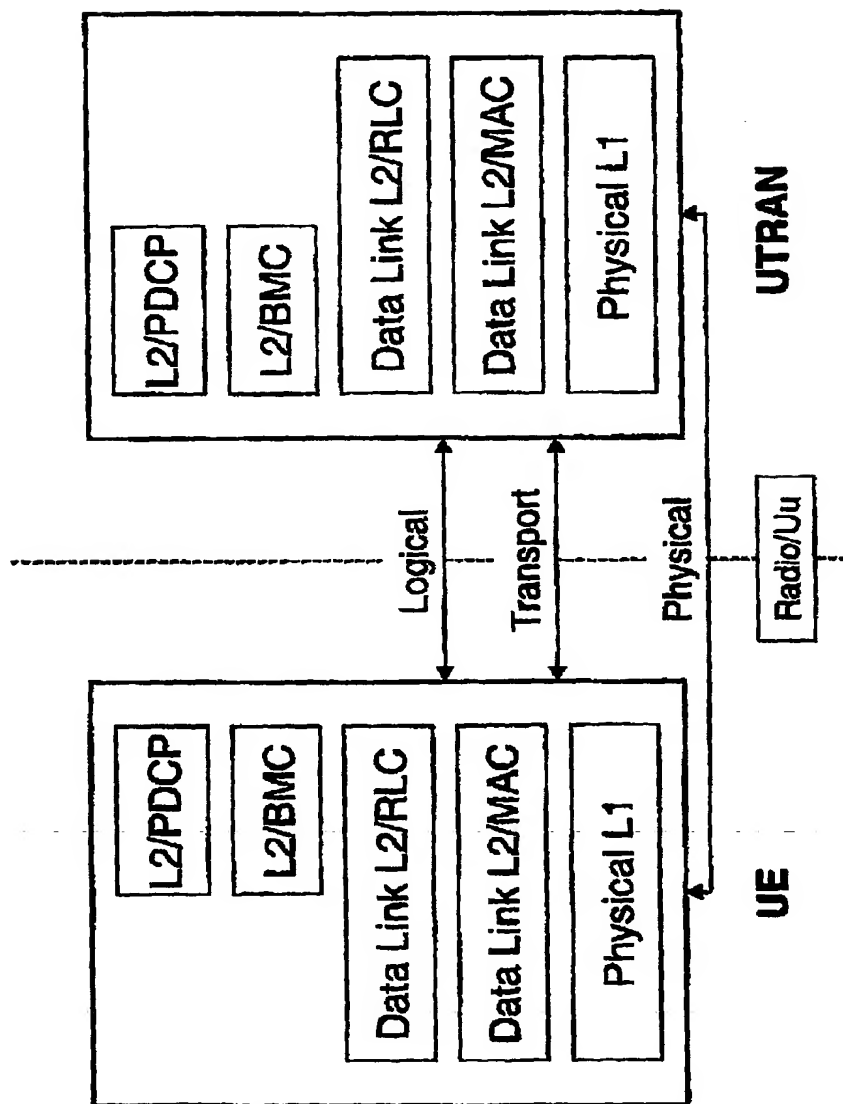 L2/PDCP
L2/BMC
Data Link L2/RLC
Data Link L2/MAC
Physical L1
UE
Logical
Transport
Physical
Radio/Uu
L2/PDCP
L2/BMC
Data Link L2/RLC
Data Link L2/MAC
Physical L1
UTRAN